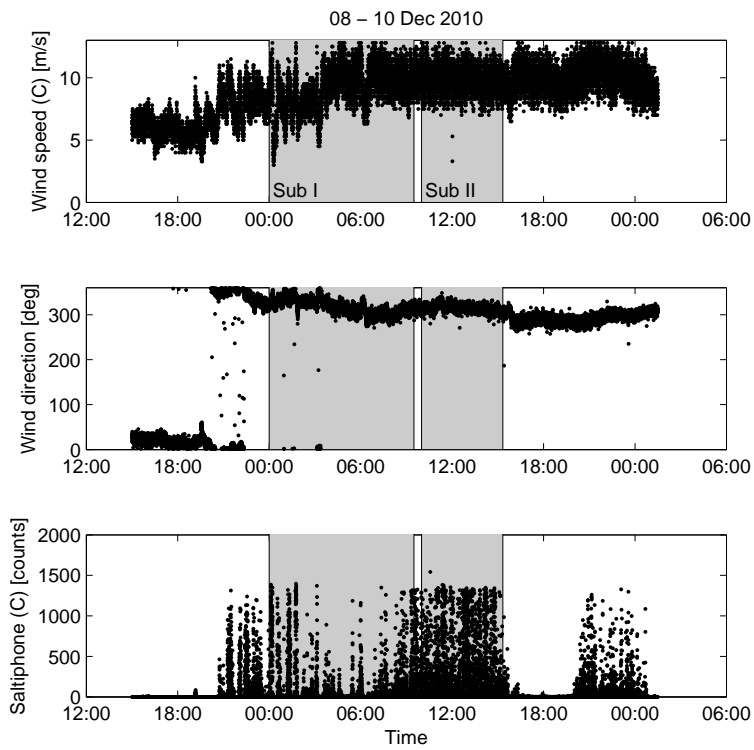 08 – 10 Dec 2010
Wind speed (C) [m/s]
10
5
0
Sub I
Sub II
12:00 18:00 00:00 06:00 12:00 18:00 00:00 06:00
Wind direction [deg]
300
200
100
0
12:00 18:00 00:00 06:00 12:00 18:00 00:00 06:00
Saltiphone (C) [counts]
2000
1500
1000
500
0
12:00 18:00 00:00 06:00 12:00 18:00 00:00 06:00
Time